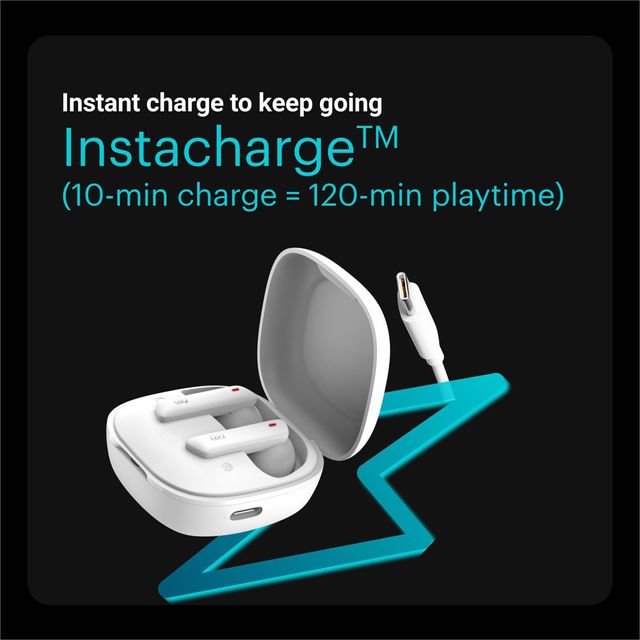 Instant charge to keep going
Instacharge™
(10-min charge = 120-min playtime)